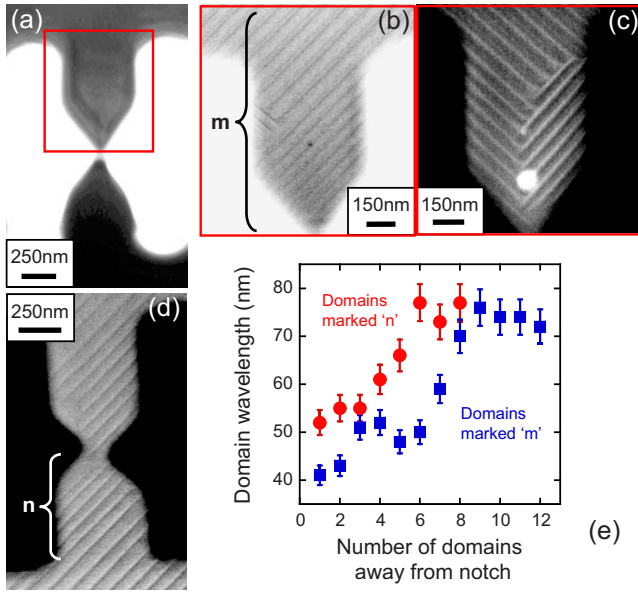 (a)
250nm
(b)
m
150nm
(c)
150nm
(d)
250nm
n
Domain wavelength (nm)
80
70
60
50
40
Domains
marked ‘n’
Domains
marked ‘m’
0 2 4 6 8 10 12
Number of domains
away from notch
(e)